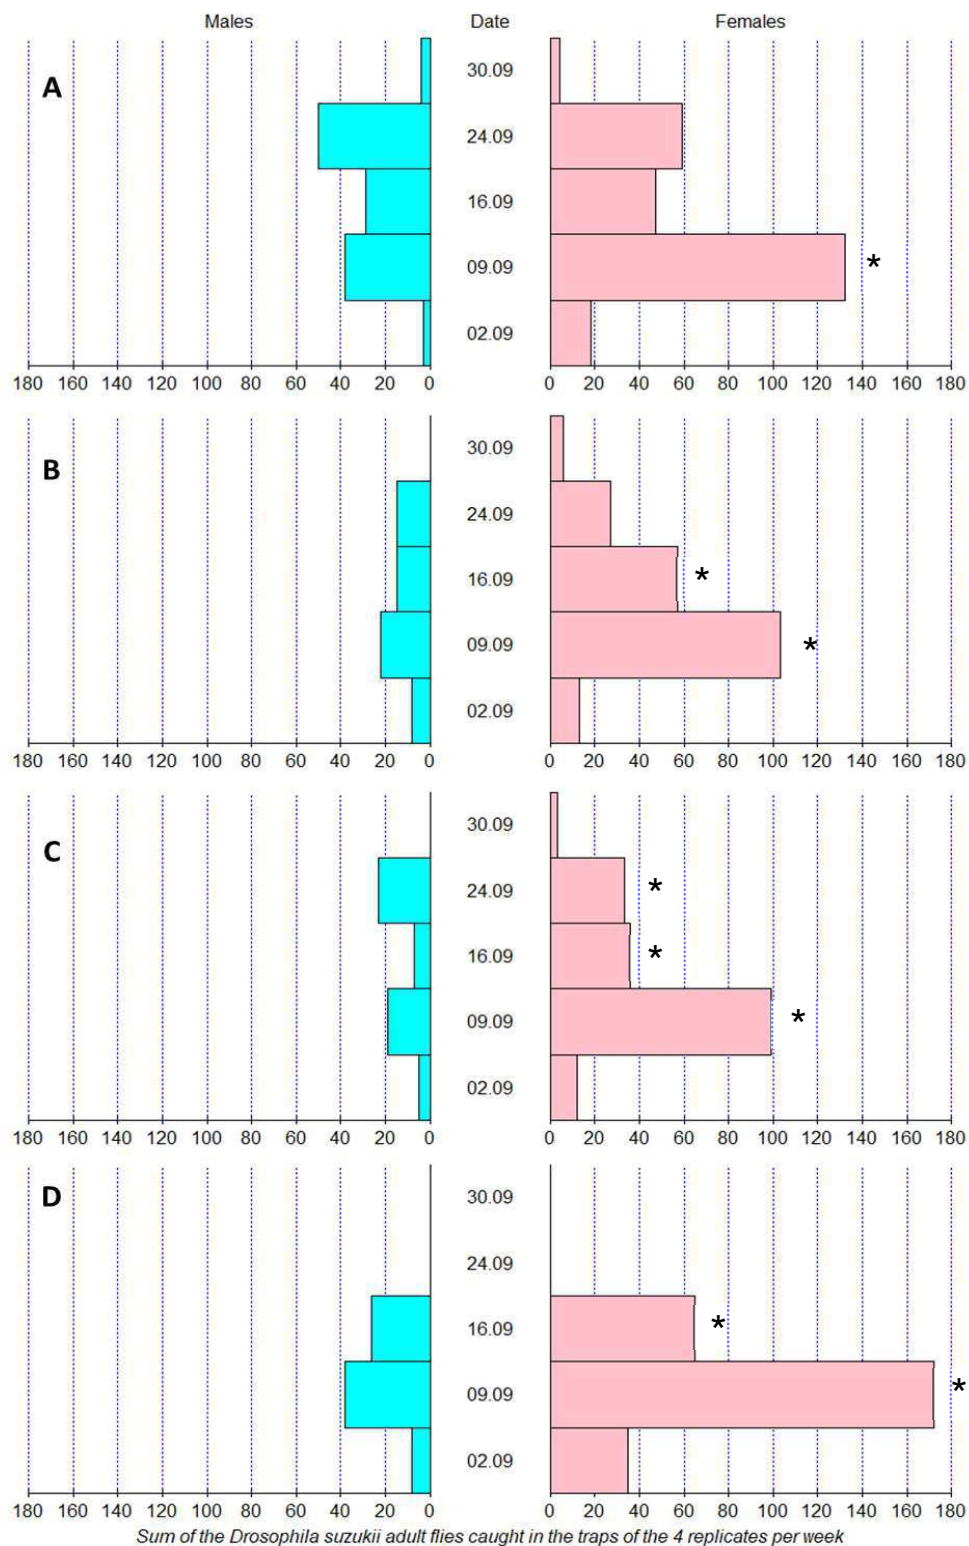 Males Date Females
A
30.09
24.09
16.09
09.09 *
02.09
180 160 140 120 100 80 60 40 20 0 0 20 40 60 80 100 120 140 160 180
B
30.09
24.09
16.09 *
09.09 *
02.09
180 160 140 120 100 80 60 40 20 0 0 20 40 60 80 100 120 140 160 180
C
30.09
24.09 *
16.09 *
09.09 *
02.09
180 160 140 120 100 80 60 40 20 0 0 20 40 60 80 100 120 140 160 180
D
30.09
24.09
16.09 *
09.09 *
02.09
180 160 140 120 100 80 60 40 20 0 0 20 40 60 80 100 120 140 160 180
Sum of the Drosophila suzukii adult flies caught in the traps of the 4 replicates per week